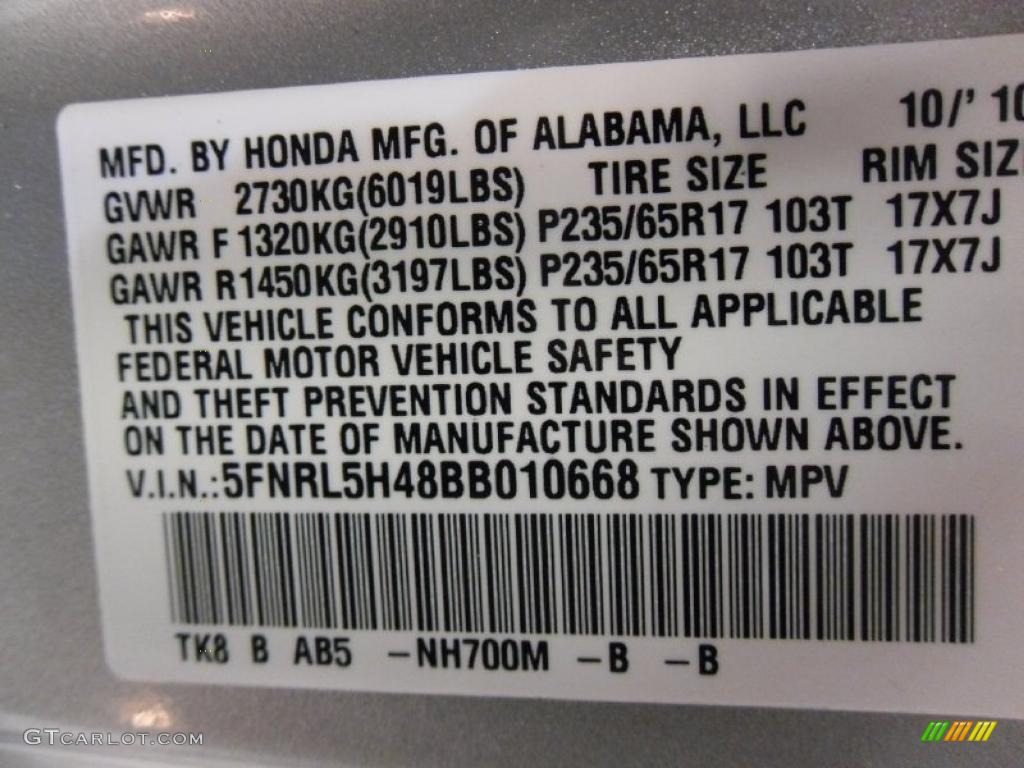 MFD. BY HONDA MFG. OF ALABAMA, LLC 10/' 10
GVWR 2730KG(6019LBS) TIRE SIZE RIM SIZ
GAWR F 1320KG(2910LBS) P235/65R17 103T 17X7J
GAWR R1450KG(3197LBS) P235/65R17 103T 17X7J
THIS VEHICLE CONFORMS TO ALL APPLICABLE
FEDERAL MOTOR VEHICLE SAFETY
AND THEFT PREVENTION STANDARDS IN EFFECT
ON THE DATE OF MANUFACTURE SHOWN ABOVE.
V.I.N.:5FNRL5H48BB010668 TYPE: MPV
TK8 B AB5 -NH700M -B -B
GTCARLOT.COM